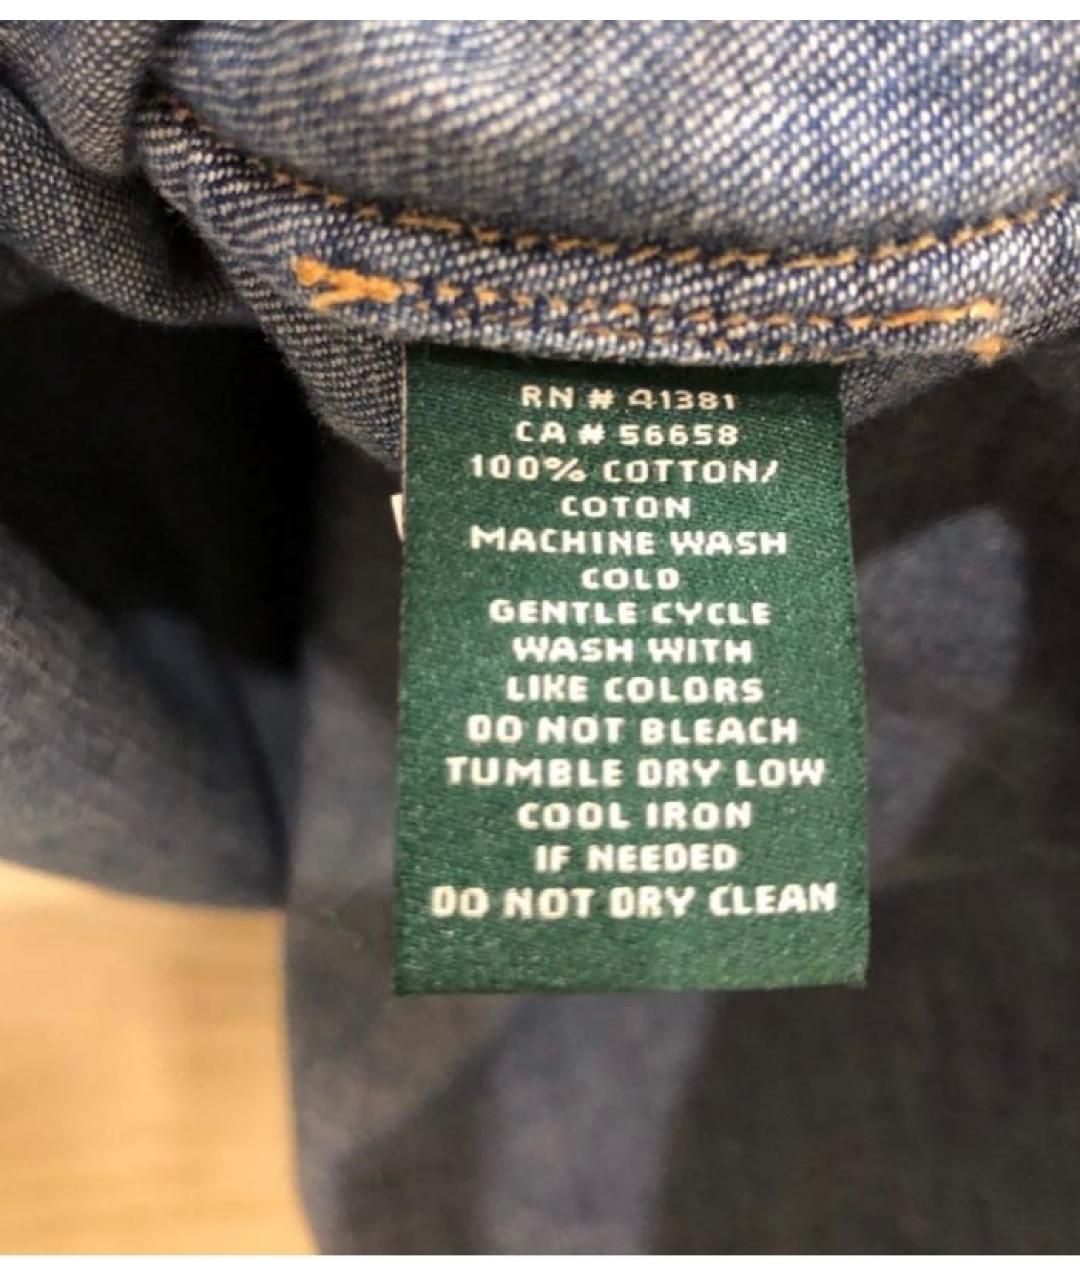 RN # 41381
CA # 56658
100% COTTON/
COTON
MACHINE WASH
COLD
GENTLE CYCLE
WASH WITH
LIKE COLORS
DO NOT BLEACH
TUMBLE DRY LOW
COOL IRON
IF NEEDED
DO NOT DRY CLEAN